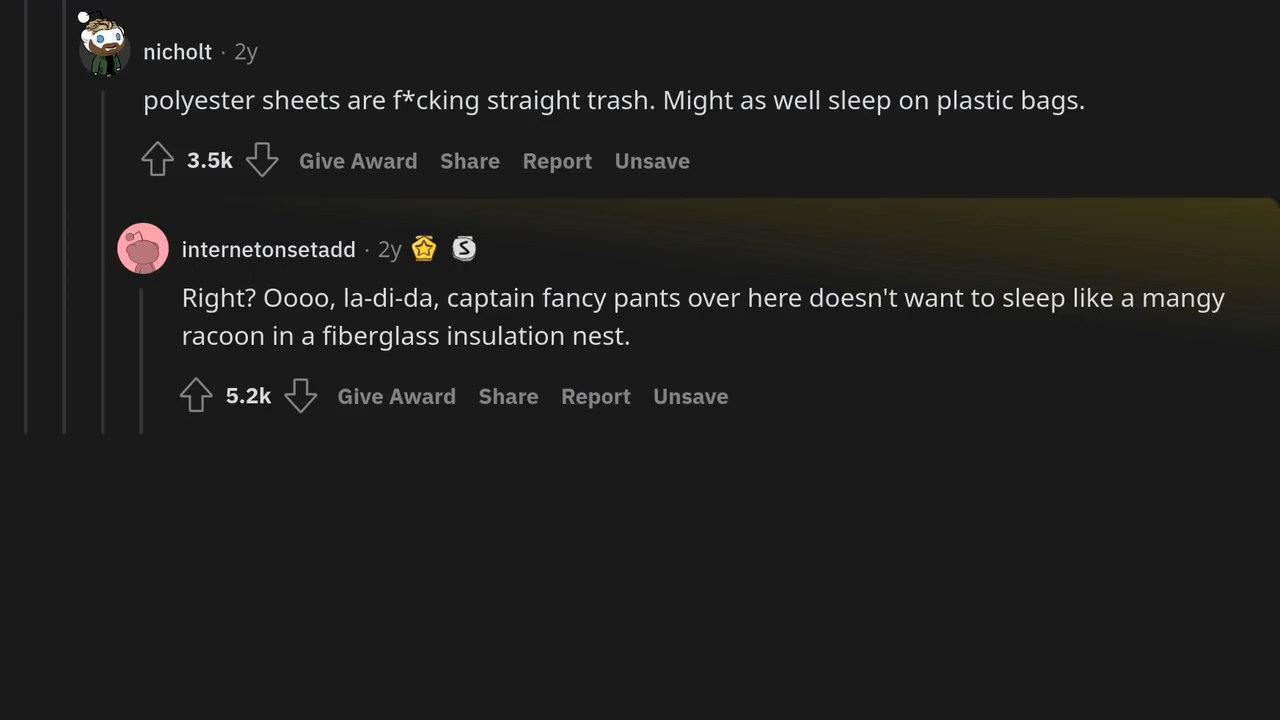 nicholt · 2y
polyester sheets are f*cking straight trash. Might as well sleep on plastic bags.
3.5k Give Award Share Report Unsave
internetonsetadd · 2y S
Right? Oooo, la-di-da, captain fancy pants over here doesn't want to sleep like a mangy
racoon in a fiberglass insulation nest.
5.2k Give Award Share Report Unsave